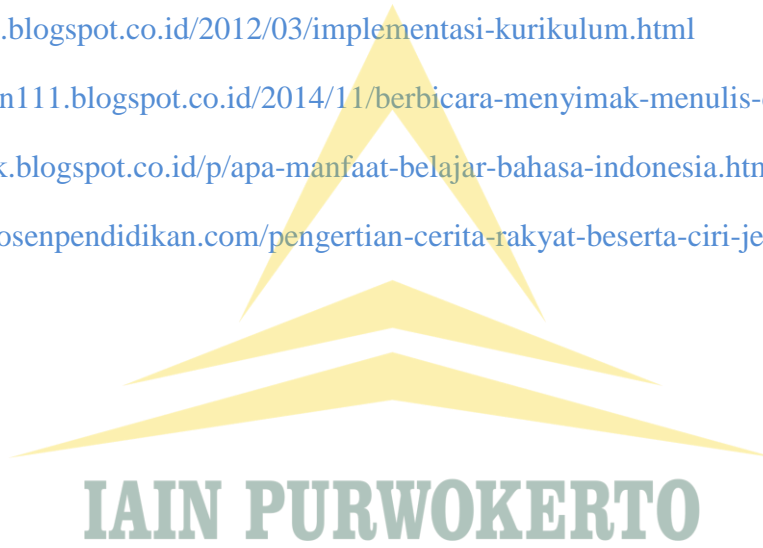 .blogspot.co.id/2012/03/implementasi-kurikulum.html
n111.blogspot.co.id/2014/11/berbicara-menyimak-menulis-
k.blogspot.co.id/p/apa-manfaat-belajar-bahasa-indonesia.htm
osenpendidikan.com/pengertian-cerita-rakyat-beserta-ciri-je
IAIN PURWOKERTO